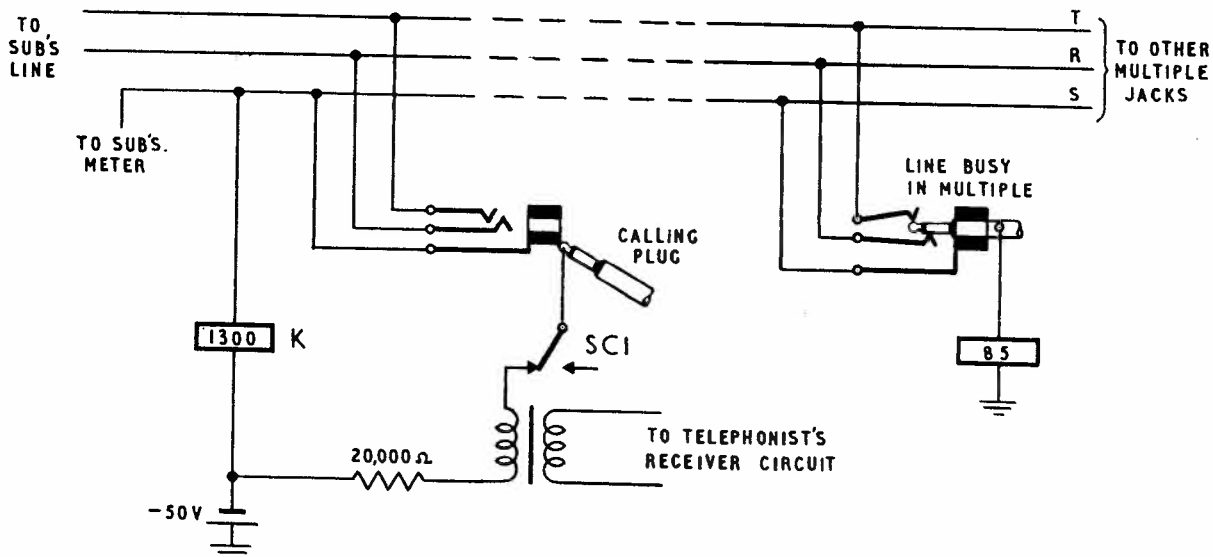 TO,
SUB'S
LINE
T
R
S
TO OTHER
MULTIPLE
JACKS
TO SUB'S.
METER
LINE BUSY
IN MULTIPLE
CALLING
PLUG
1300 K
SCI
85
20,000 Ω
TO TELEPHONIST'S
RECEIVER CIRCUIT
-50V